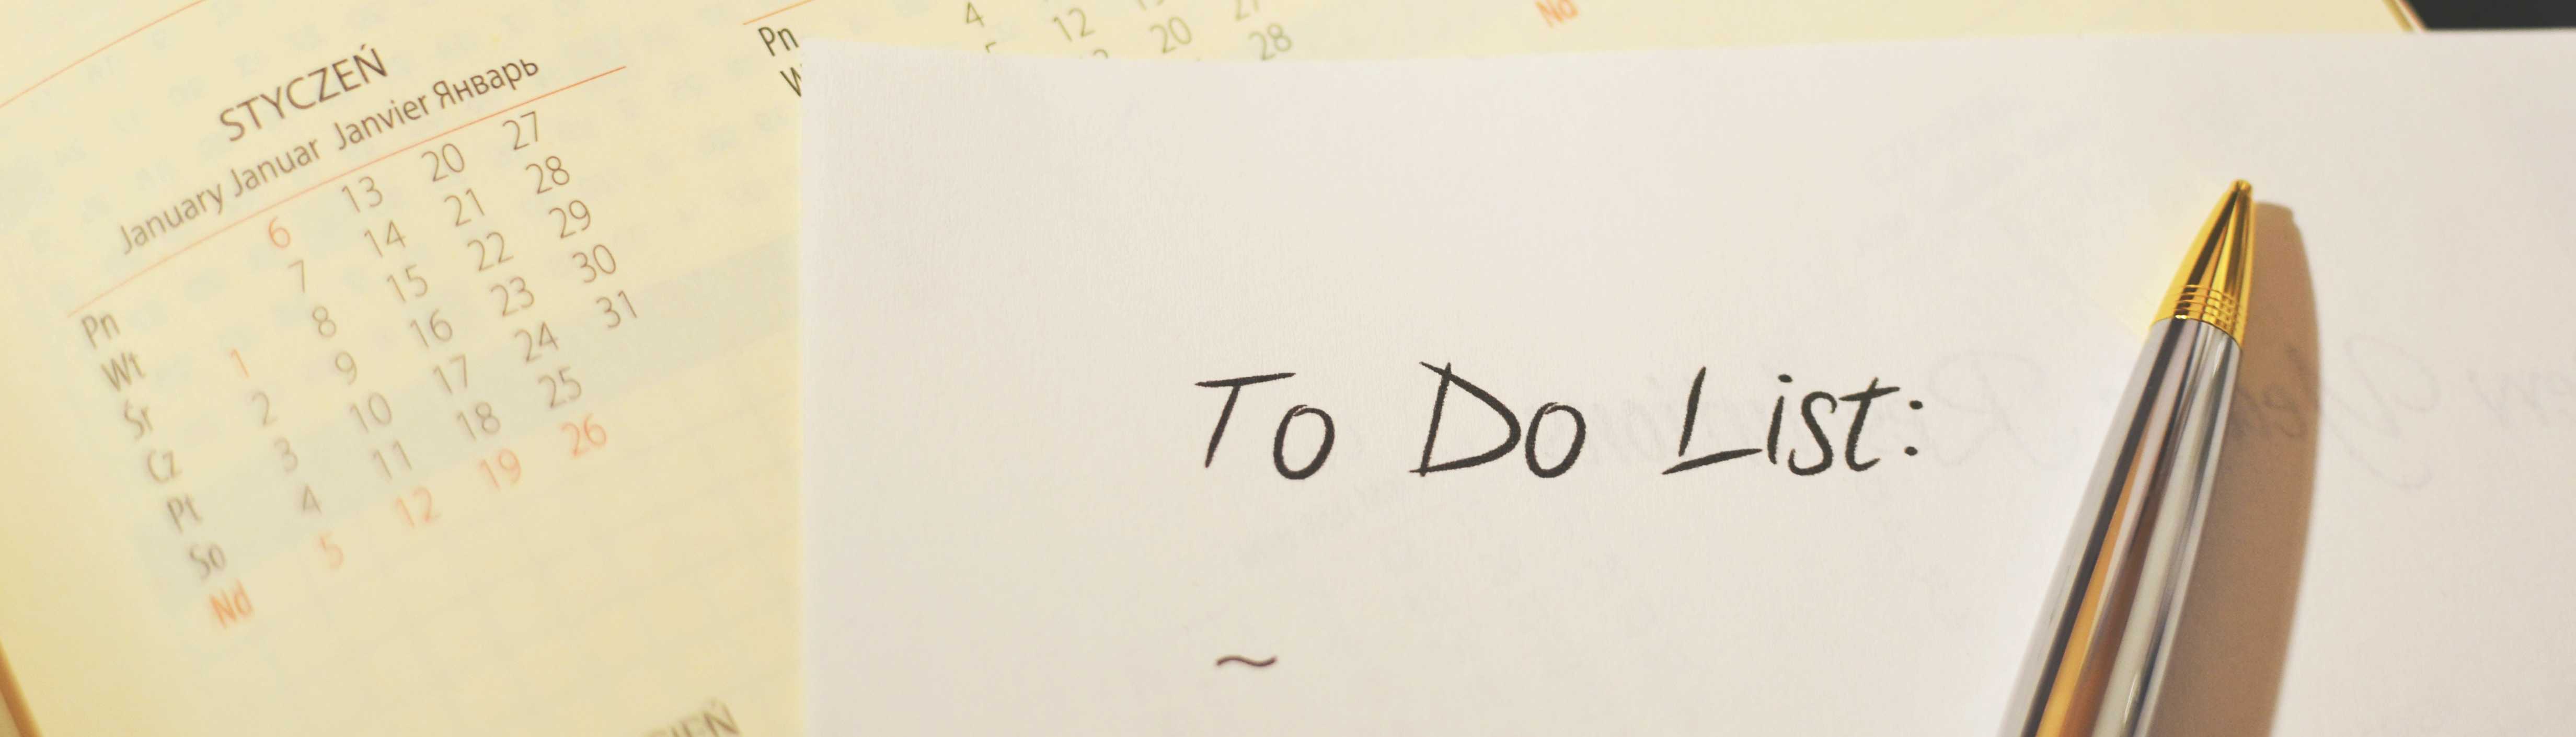 STYCZEŃ
January Januar Janvier Январь
Pn 6 13 20 27
Wt 7 14 21 28
Śr 1 8 15 22 29
Cz 2 9 16 23 30
Pt 3 10 17 24 31
So 4 11 18 25
Nd 5 12 19 26
Pn 4 12 20 27
28
Nd
To Do List:
~